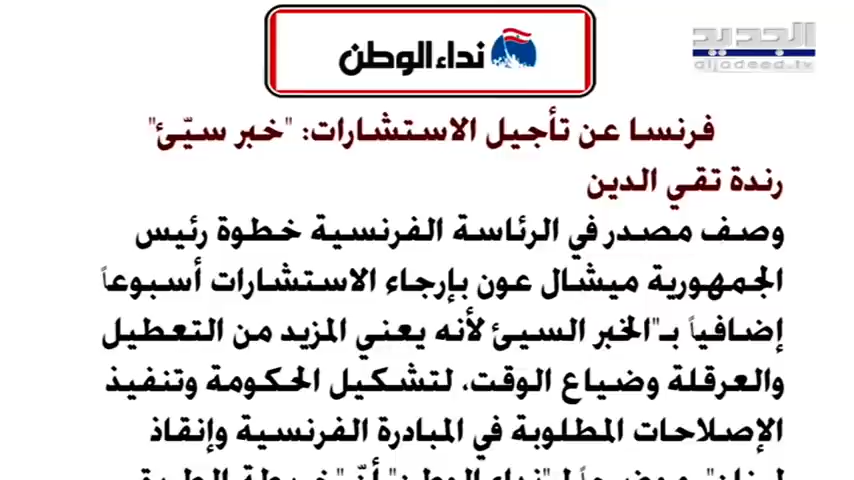 نداء الوطن
الجديد
aljadeed.tv
فرنسا عن تأجيل الاستشارات: "خبر سيّئ"
رندة تقي الدين
وصف مصدر في الرئاسة الفرنسية خطوة رئيس
الجمهورية ميشال عون بإرجاء الاستشارات أسبوعاً
إضافياً بـ"الخبر السيئ لأنه يعني المزيد من التعطيل
والعرقلة وضياع الوقت، لتشكيل الحكومة وتنفيذ
الإصلاحات المطلوبة في المبادرة الفرنسية وإنقاذ